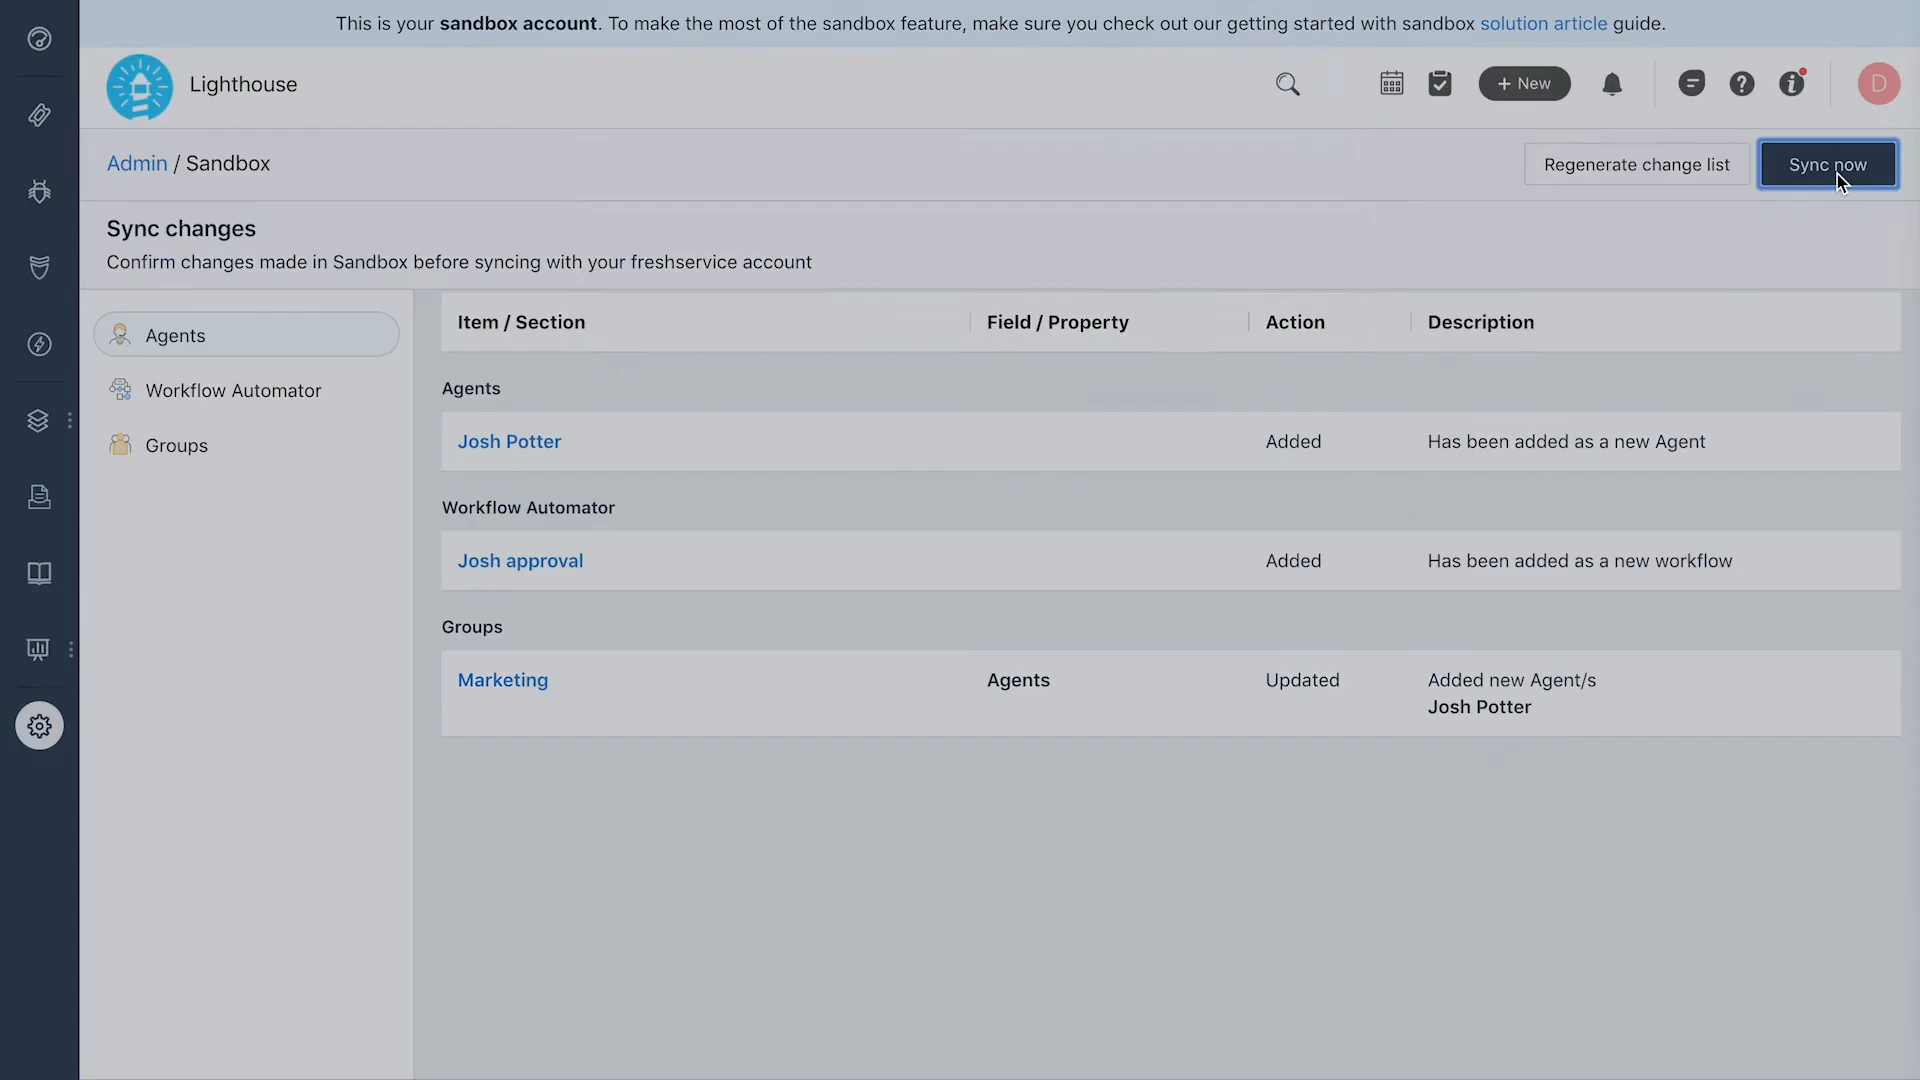 This is your sandbox account. To make the most of the sandbox feature, make sure you check out our getting started with sandbox solution article guide.
Lighthouse
+ New
D
Admin / Sandbox
Regenerate change list
Sync now
Sync changes
Confirm changes made in Sandbox before syncing with your freshservice account
Agents
Workflow Automator
Groups
Item / Section
Field / Property
Action
Description
Agents
Josh Potter
Added
Has been added as a new Agent
Workflow Automator
Josh approval
Added
Has been added as a new workflow
Groups
Marketing
Agents
Updated
Added new Agent/s
Josh Potter